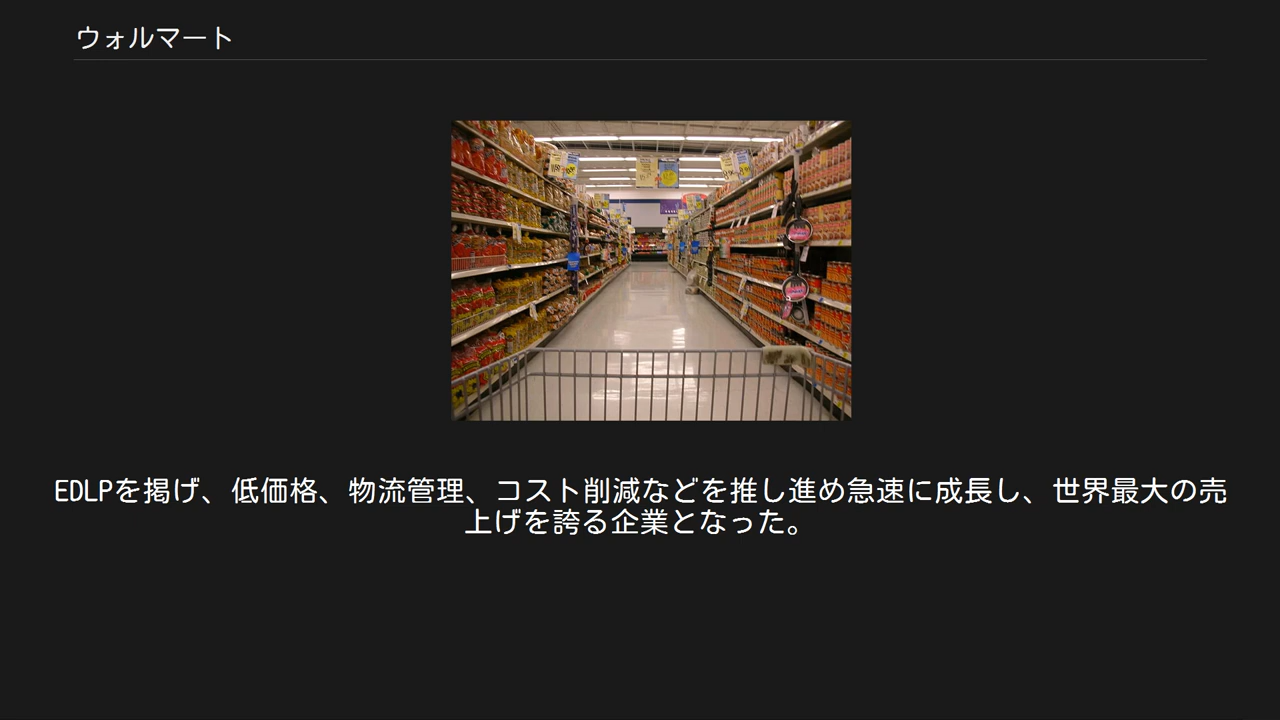 ウォルマート
EDLPを掲げ、低価格、物流管理、コスト削減などを推し進め急速に成長し、世界最大の売
上げを誇る企業となった。